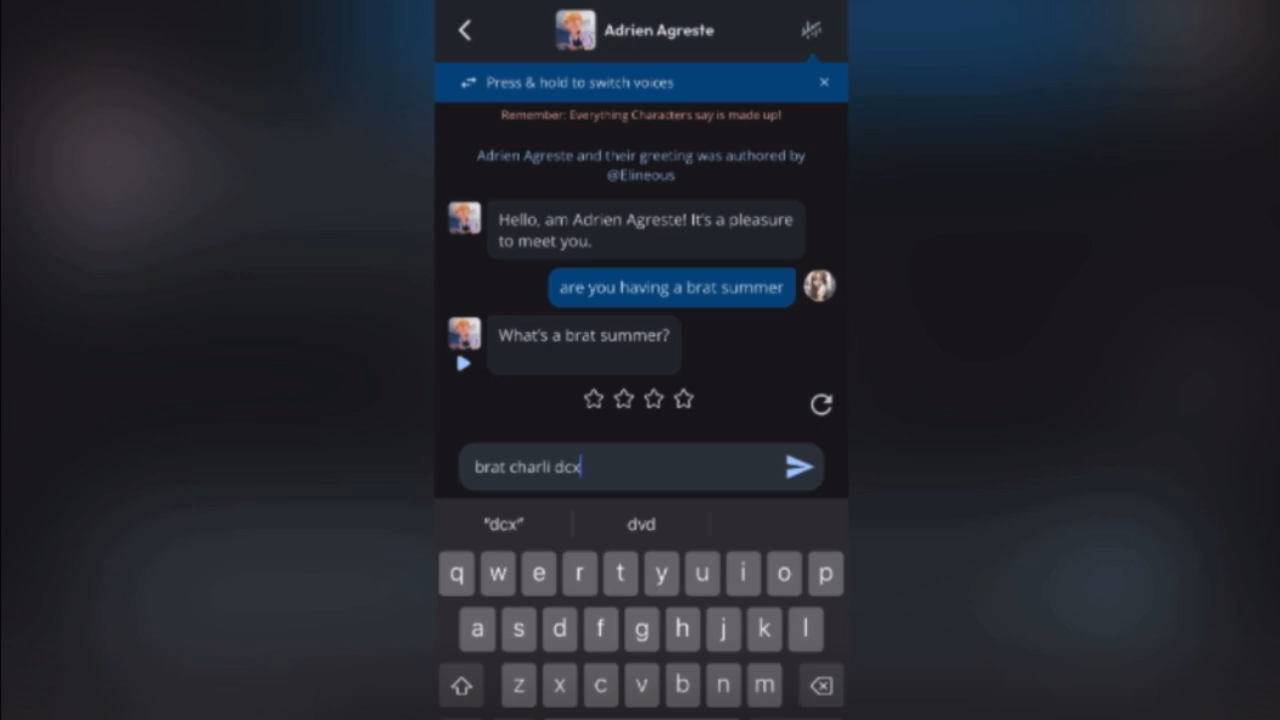 Adrien Agreste
Press & hold to switch voices
Remember: Everything Characters say is made up!
Adrien Agreste and their greeting was authored by
@Elineous
Hello, am Adrien Agreste! It's a pleasure
to meet you.
are you having a brat summer
What's a brat summer?
brat charli dcx
"dcx" dvd
q w e r t y u i o p
a s d f g h j k l
z x c v b n m